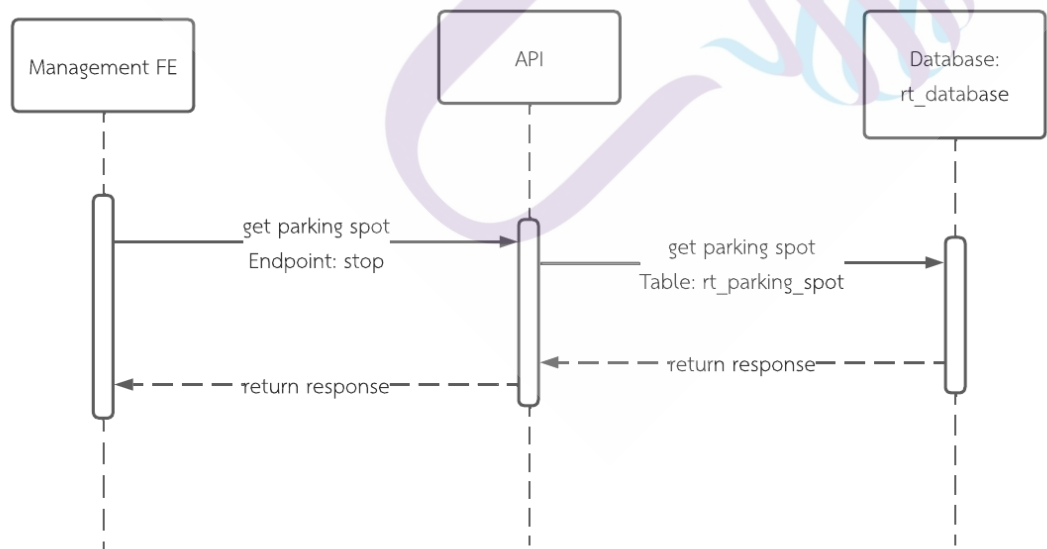 Management FE
API
Database:
rt_database
get parking spot
Endpoint: stop
get parking spot
Table: rt_parking_spot
return response
return response